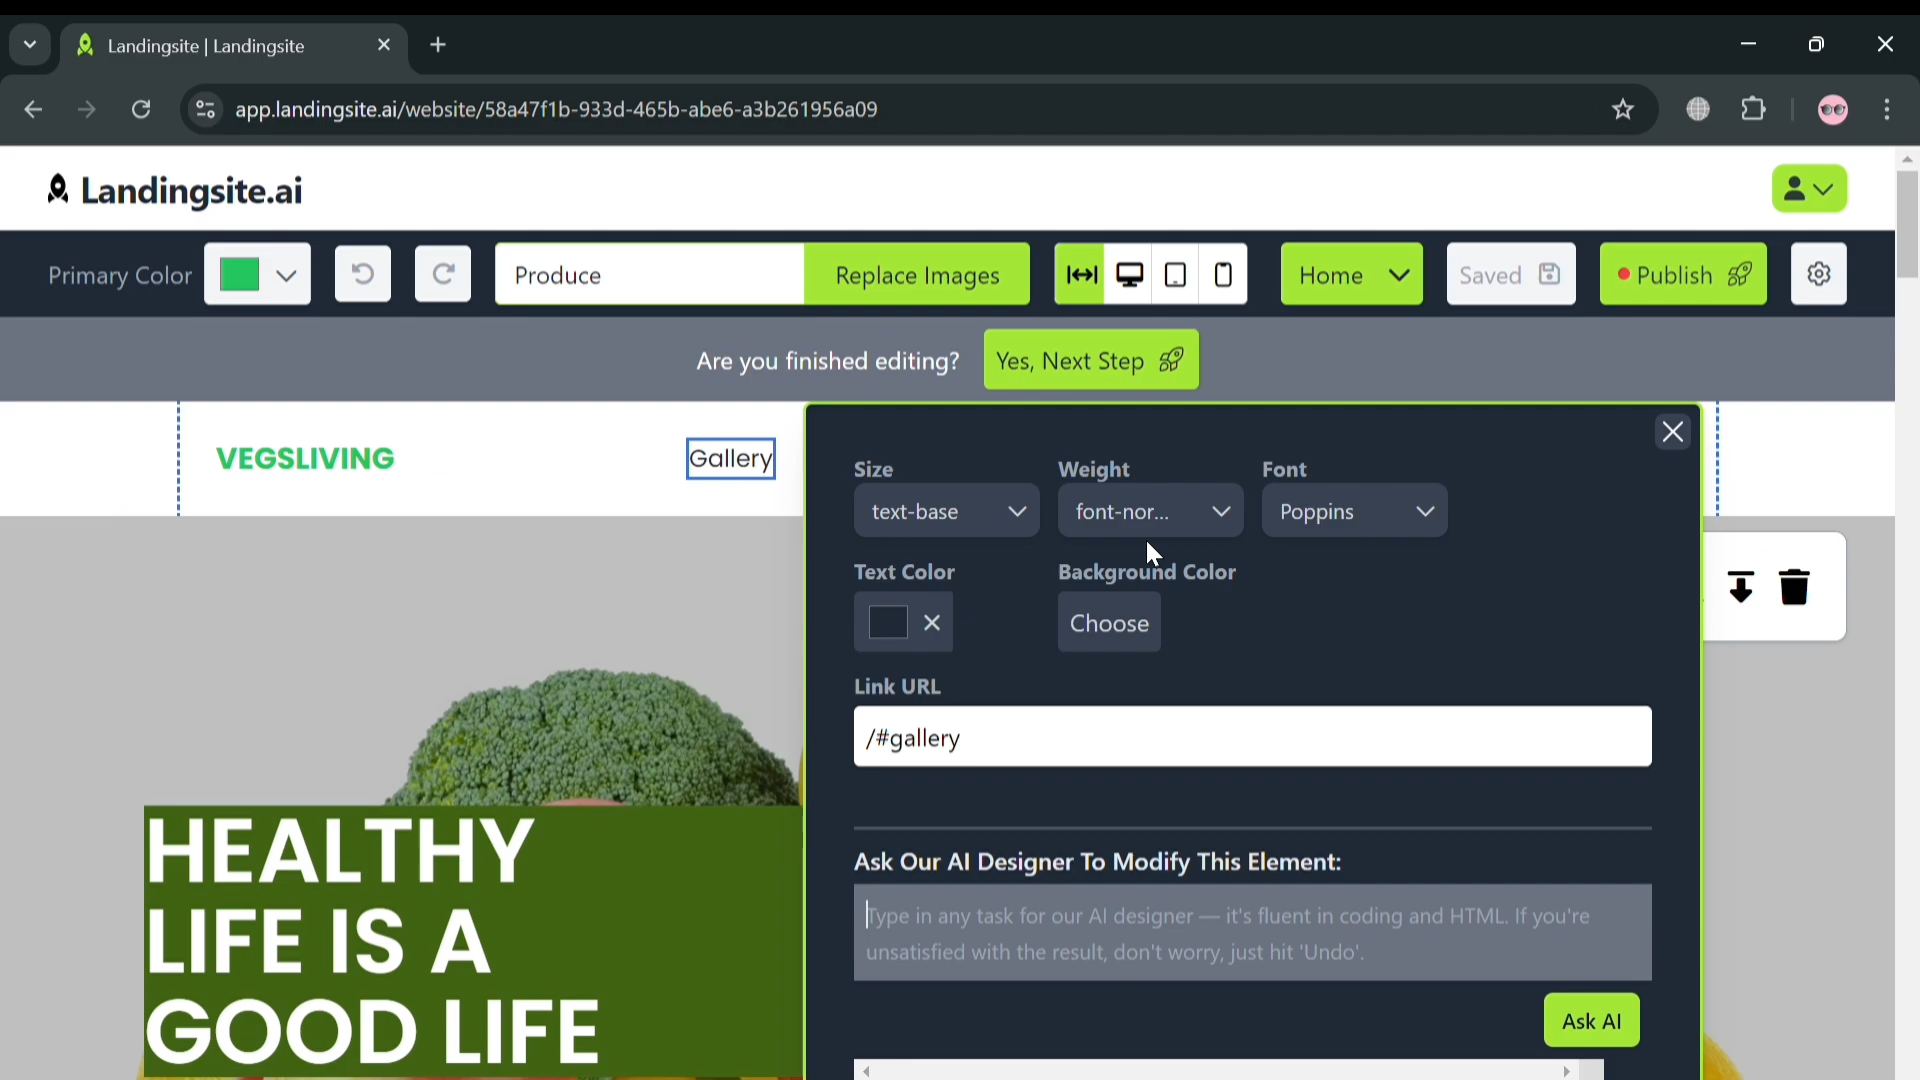 Landingsite | Landingsite
app.landingsite.ai/website/58a47f1b-933d-465b-abe6-a3b261956a09
Landingsite.ai
Primary Color
Produce
Replace Images
Home
Saved
Publish
Are you finished editing?
Yes, Next Step
VEGSLIVING
Gallery
Size
Weight
Font
text-base
font-nor...
Poppins
Text Color
Background Color
Choose
Link URL
/#gallery
HEALTHY
LIFE IS A
GOOD LIFE
Ask Our AI Designer To Modify This Element:
Type in any task for our AI designer — it's fluent in coding and HTML. If you're
unsatisfied with the result, don't worry, just hit 'Undo'.
Ask AI